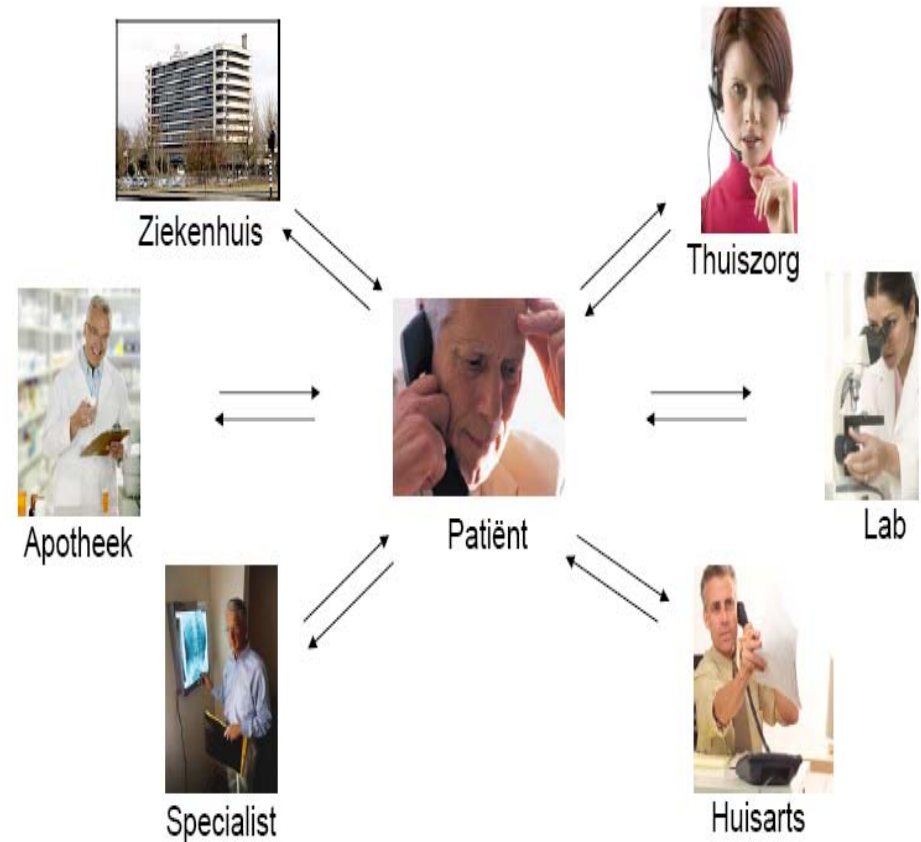 Ziekenhuis
Thuiszorg
Apotheek
Patiënt
Lab
Specialist
Huisarts